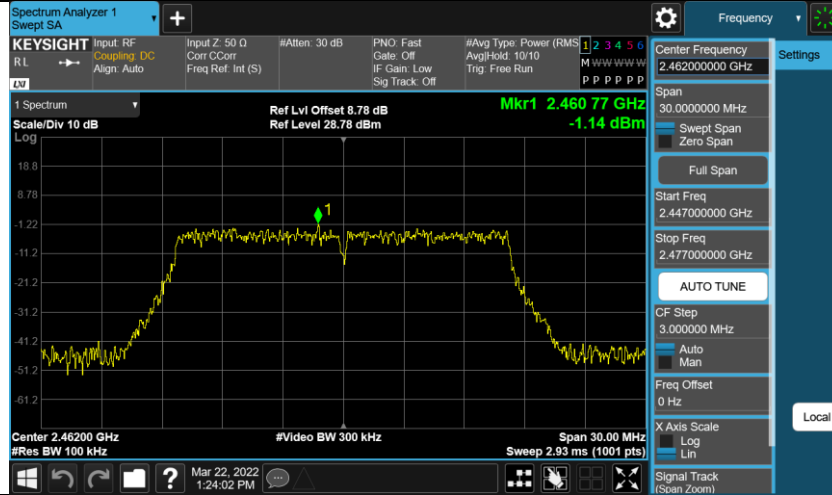 Spectrum Analyzer 1
Swept SA
+
Frequency
KEYSIGHT
RL
LXI
Input: RF
Coupling: DC
Align: Auto
Input Z: 50 Ω
Corr CCorr
Freq Ref: Int (S)
#Atten: 30 dB
PNO: Fast
Gate: Off
IF Gain: Low
Sig Track: Off
#Avg Type: Power (RMS
Avg|Hold: 10/10
Trig: Free Run
1 2 3 4 5 6
M W W W W W
P P P P P P
1 Spectrum
Scale/Div 10 dB
Log
Ref Lvl Offset 8.78 dB
Ref Level 28.78 dBm
Mkr1 2.460 77 GHz
-1.14 dBm
18.8
8.78
-1.22
-11.2
-21.2
-31.2
-41.2
-51.2
-61.2
1
Center 2.46200 GHz
#Res BW 100 kHz
#Video BW 300 kHz
Span 30.00 MHz
Sweep 2.93 ms (1001 pts)
?
Mar 22, 2022
1:24:02 PM
Center Frequency
2.462000000 GHz
Span
30.0000000 MHz
Swept Span
Zero Span
Full Span
Start Freq
2.447000000 GHz
Stop Freq
2.477000000 GHz
AUTO TUNE
CF Step
3.000000 MHz
Auto
Man
Freq Offset
0 Hz
X Axis Scale
Log
Lin
Signal Track
(Span Zoom)
Settings
Local